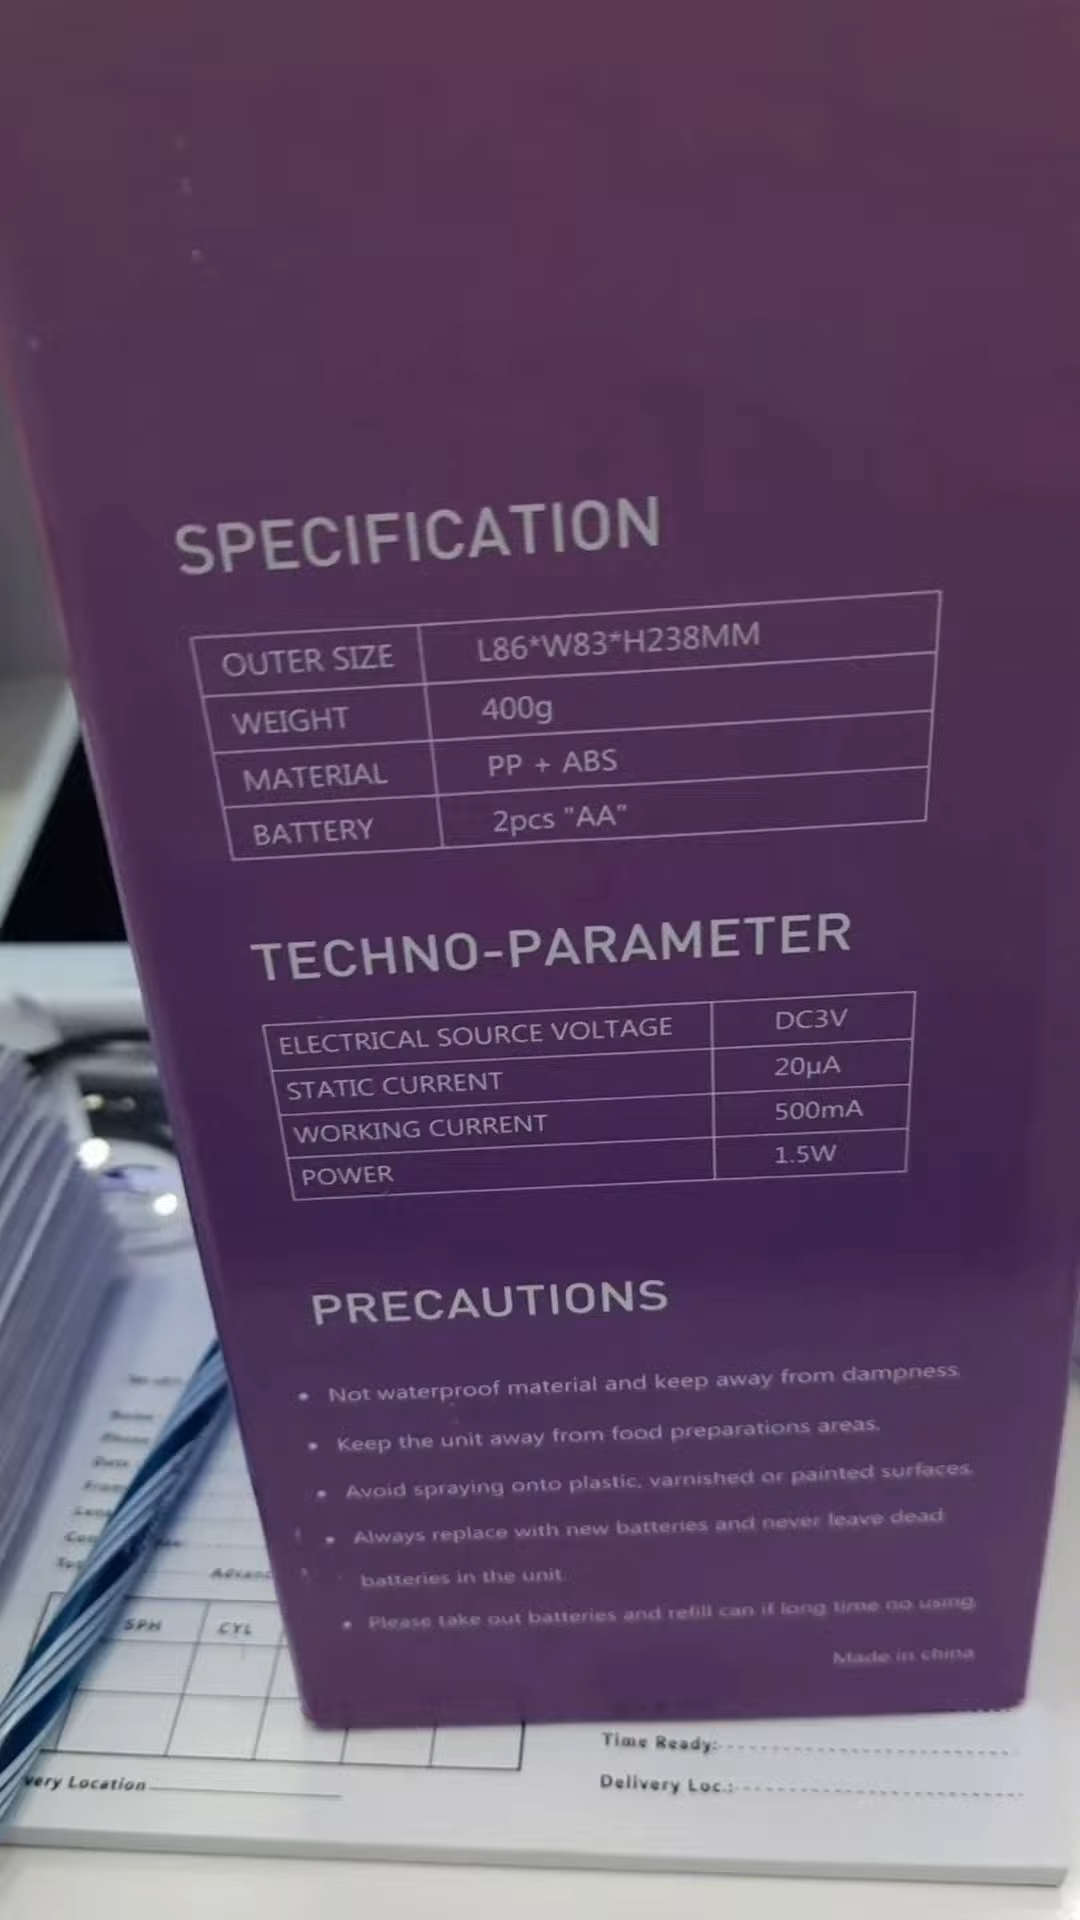 SPECIFICATION
OUTER SIZE L86*W83*H238MM
WEIGHT 400g
MATERIAL PP + ABS
BATTERY 2pcs "AA"
TECHNO-PARAMETER
ELECTRICAL SOURCE VOLTAGE DC3V
STATIC CURRENT 20µA
WORKING CURRENT 500mA
POWER 1.5W
PRECAUTIONS
• Not waterproof material and keep away from dampness.
• Keep the unit away from food preparations areas.
• Avoid spraying onto plastic, varnished or painted surfaces.
• Always replace with new batteries and never leave dead
batteries in the unit.
• Please take out batteries and refill can if long time no using.
Made in china
SPH CYL
Time Ready:
very Location
Delivery Loc.: